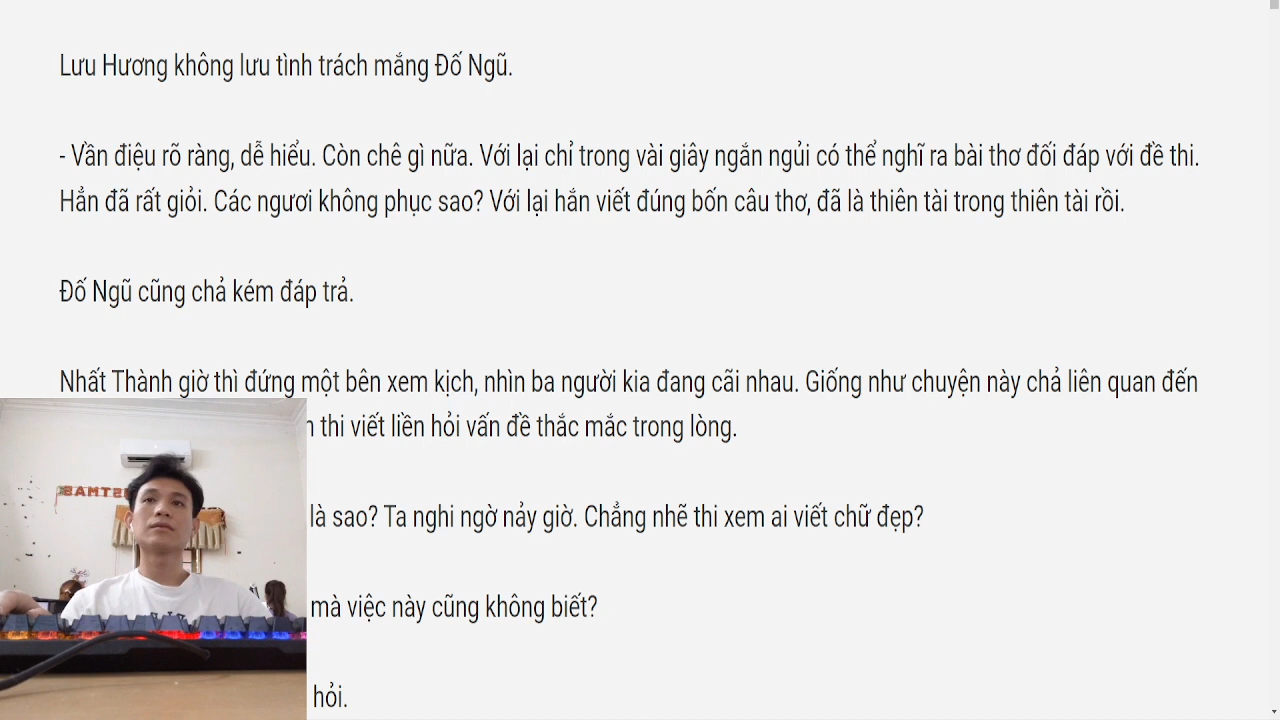 Lưu Hương không lưu tình trách mắng Đố Ngũ.
- Vần điệu rõ ràng, dễ hiểu. Còn chê gì nữa. Với lại chỉ trong vài giây ngắn ngủi có thể nghĩ ra bài thơ đối đáp với đề thi.
Hắn đã rất giỏi. Các ngươi không phục sao? Với lại hắn viết đúng bốn câu thơ, đã là thiên tài trong thiên tài rồi.
Đố Ngũ cũng chả kém đáp trả.
Nhất Thành giờ thì đứng một bên xem kịch, nhìn ba người kia đang cãi nhau. Giống như chuyện này chả liên quan đến
thi viết liền hỏi vấn đề thắc mắc trong lòng.
là sao? Ta nghi ngờ nảy giờ. Chẳng nhẽ thi xem ai viết chữ đẹp?
mà việc này cũng không biết?
hỏi.